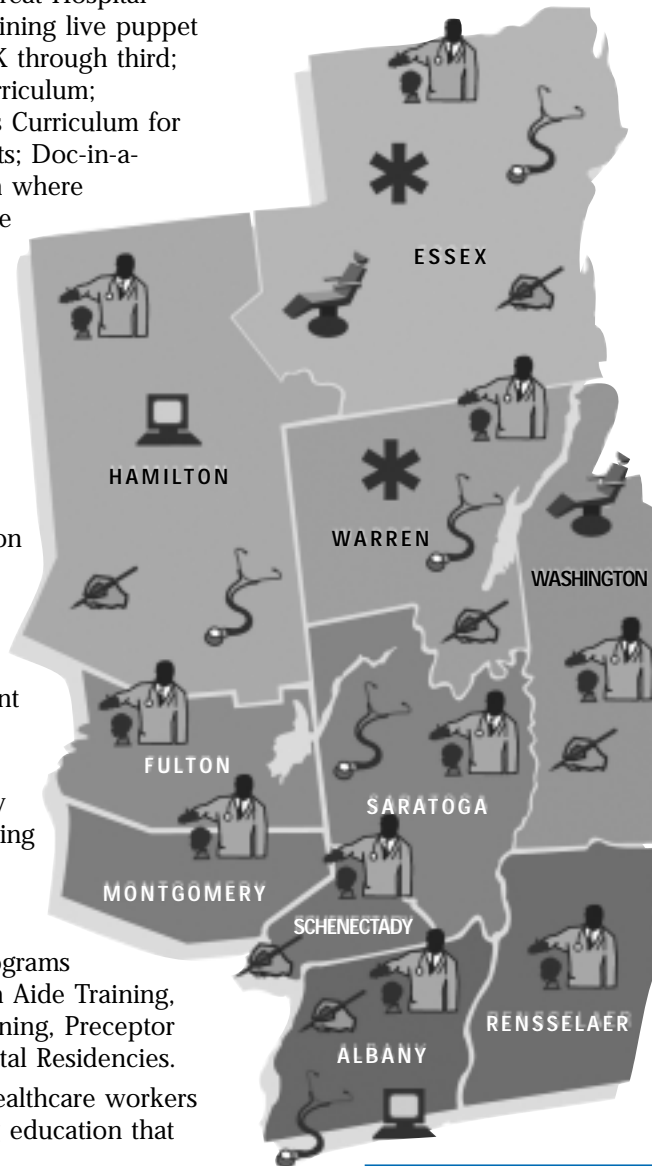 reat Hospital
ining live puppet
K through third;
rriculum;
s Curriculum for
ts; Doc-in-a-
n where
e
ESSEX
HAMILTON
on
WARREN
WASHINGTON
nt
FULTON
y
SARATOGA
ing
MONTGOMERY
SCHENECTADY
ograms
n Aide Training,
RENSSELAER
ning, Preceptor
ALBANY
tal Residencies.
ealthcare workers
education that